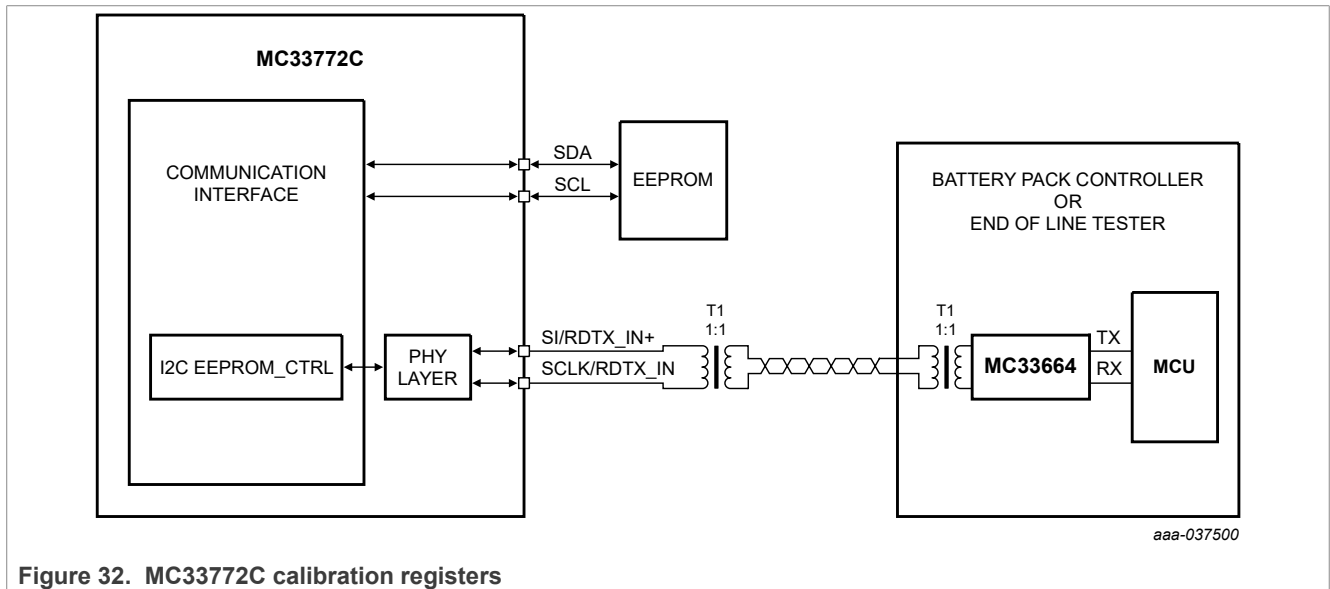 MC33772C
COMMUNICATION
INTERFACE
SDA
SCL
EEPROM
BATTERY PACK CONTROLLER
OR
END OF LINE TESTER
I2C EEPROM_CTRL
PHY
LAYER
SI/RDTX_IN+
SCLK/RDTX_IN
T1
1:1
T1
1:1
MC33664
TX
RX
MCU
aaa-037500
Figure 32. MC33772C calibration registers